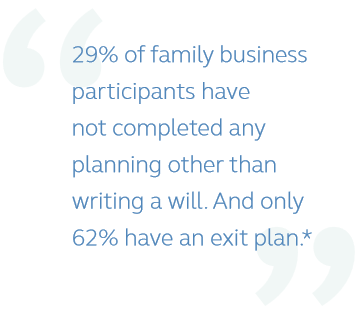 29% of family business
participants have
not completed any
planning other than
writing a will. And only
62% have an exit plan.*